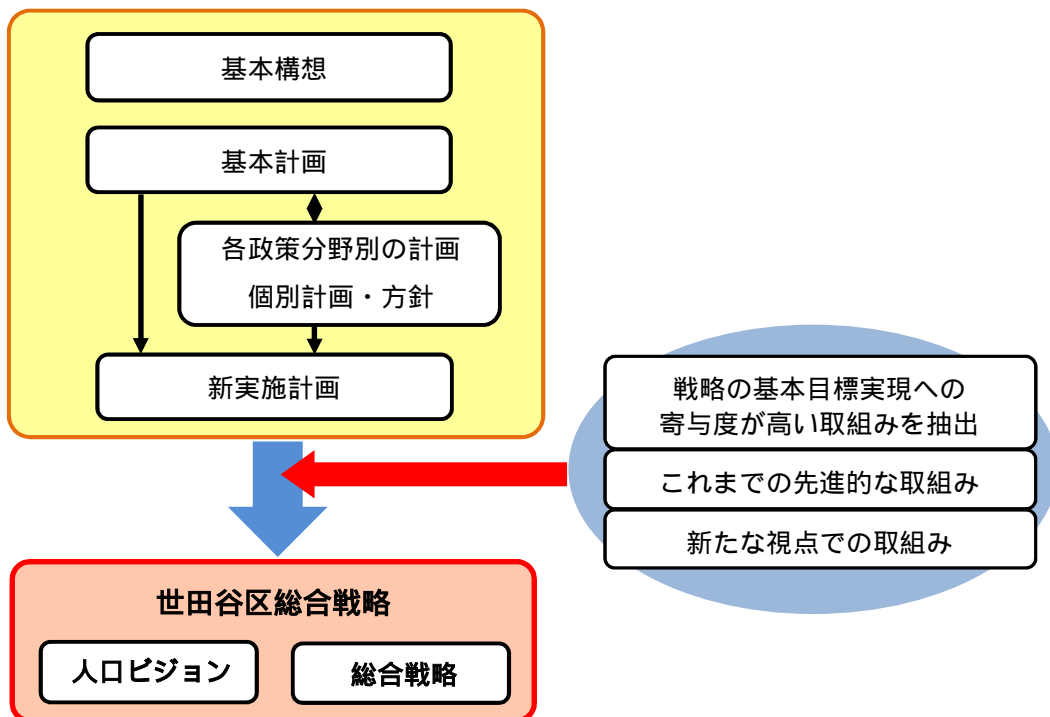 基本構想
基本計画
各政策分野別の計画
個別計画・方針
新実施計画
戦略の基本目標実現への
寄与度が高い取組みを抽出
これまでの先進的な取組み
新たな視点での取組み
世田谷区総合戦略
人口ビジョン
総合戦略